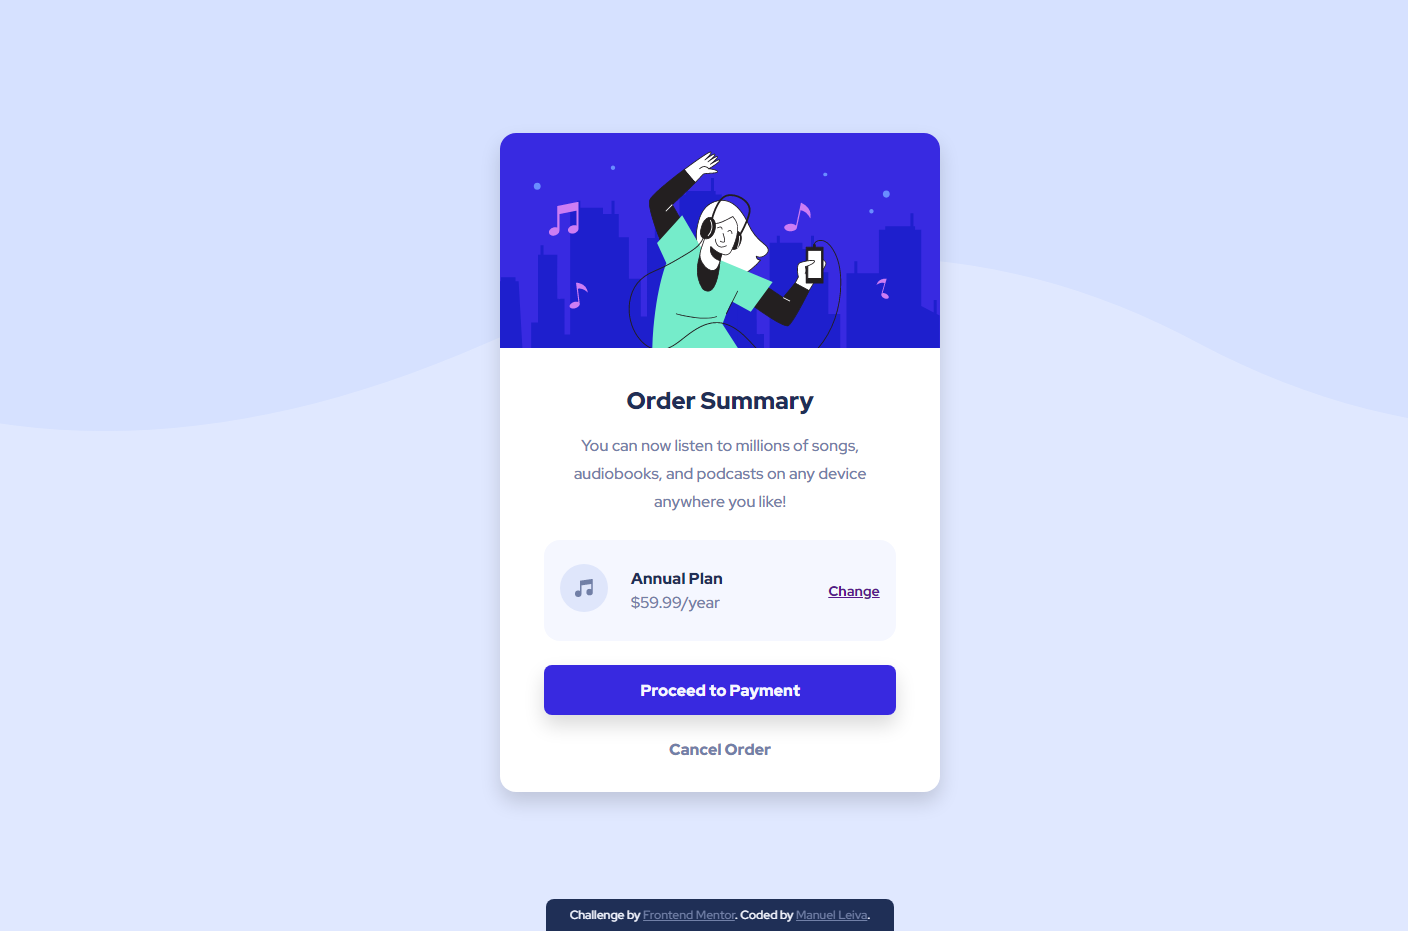 Order Summary
You can now listen to millions of songs,
audiobooks, and podcasts on any device
anywhere you like!
Annual Plan
$59.99/year
Change
Proceed to Payment
Cancel Order
Challenge by Frontend Mentor. Coded by Manuel Leiva.